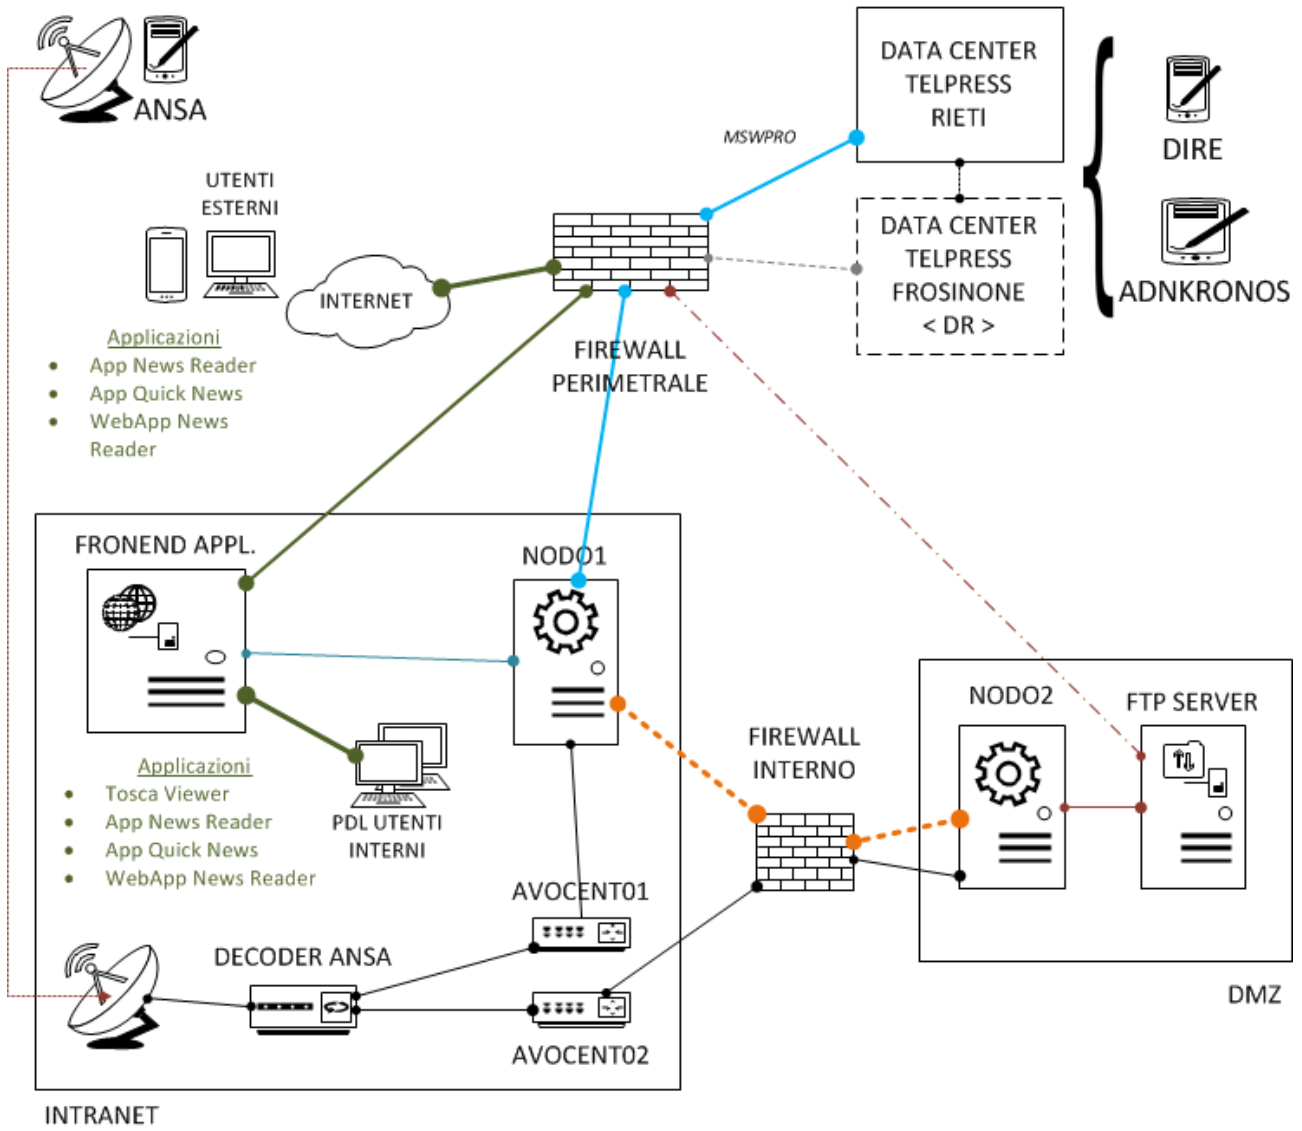 ANSA
DATA CENTER
TELPRESS
RIETI
DIRE
MSWPRO
UTENTI
ESTERNI
DATA CENTER
TELPRESS
FROSINONE
< DR >
ADNKRONOS
INTERNET
Applicazioni
• App News Reader
• App Quick News
• WebApp News
Reader
FIREWALL
PERIMETRALE
FRONEND APPL.
NODO1
NODO2
FTP SERVER
FIREWALL
INTERNO
Applicazioni
• Tosca Viewer
• App News Reader
• App Quick News
• WebApp News Reader
PDL UTENTI
INTERNI
AVOCENT01
DECODER ANSA
AVOCENT02
DMZ
INTRANET